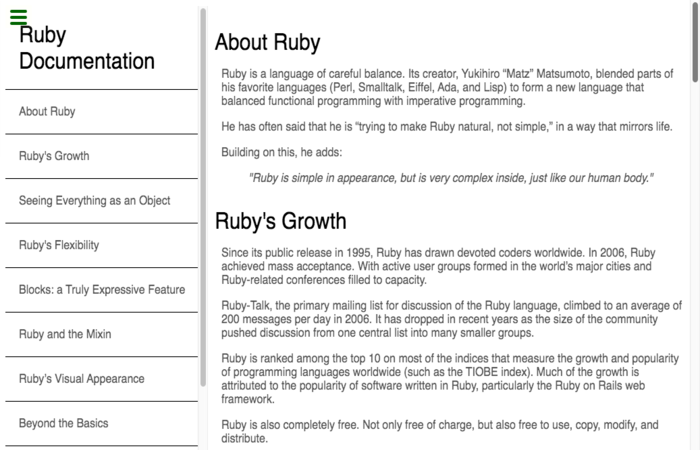 Ruby
Documentation
About Ruby
Ruby's Growth
Seeing Everything as an Object
Ruby's Flexibility
Blocks: a Truly Expressive Feature
Ruby and the Mixin
Ruby's Visual Appearance
Beyond the Basics
About Ruby
Ruby is a language of careful balance. Its creator, Yukihiro “Matz” Matsumoto, blended parts of
his favorite languages (Perl, Smalltalk, Eiffel, Ada, and Lisp) to form a new language that
balanced functional programming with imperative programming.
He has often said that he is “trying to make Ruby natural, not simple,” in a way that mirrors life.
Building on this, he adds:
"Ruby is simple in appearance, but is very complex inside, just like our human body."
Ruby's Growth
Since its public release in 1995, Ruby has drawn devoted coders worldwide. In 2006, Ruby
achieved mass acceptance. With active user groups formed in the world's major cities and
Ruby-related conferences filled to capacity.
Ruby-Talk, the primary mailing list for discussion of the Ruby language, climbed to an average of
200 messages per day in 2006. It has dropped in recent years as the size of the community
pushed discussion from one central list into many smaller groups.
Ruby is ranked among the top 10 on most of the indices that measure the growth and popularity
of programming languages worldwide (such as the TIOBE index). Much of the growth is
attributed to the popularity of software written in Ruby, particularly the Ruby on Rails web
framework.
Ruby is also completely free. Not only free of charge, but also free to use, copy, modify, and
distribute.